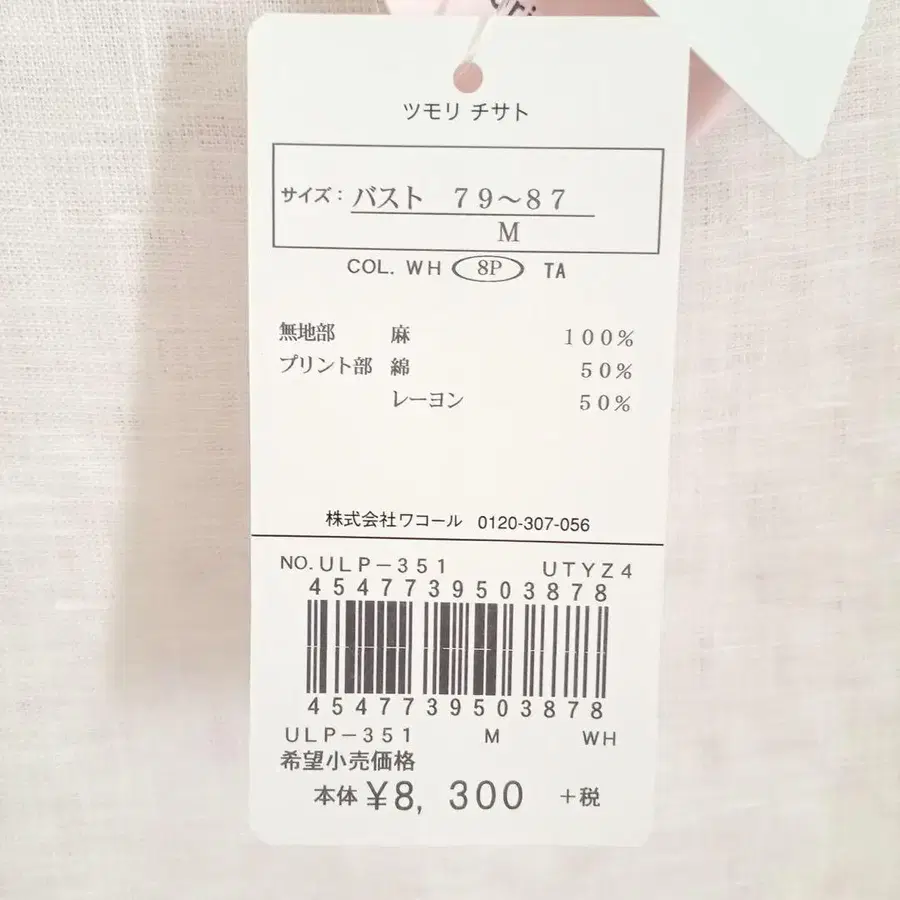 ツモリ チサト
サイズ： バスト ７９～８７
M
COL. WH 8P TA
無地部 麻 100%
プリント部 綿 50%
レーヨン 50%
株式会社ワコール 0120-307-056
NO. ULP-351 UTYZ4
4547739503878
4547739503878
ULP-351 M WH
希望小売価格
本体 ¥8,300 +税